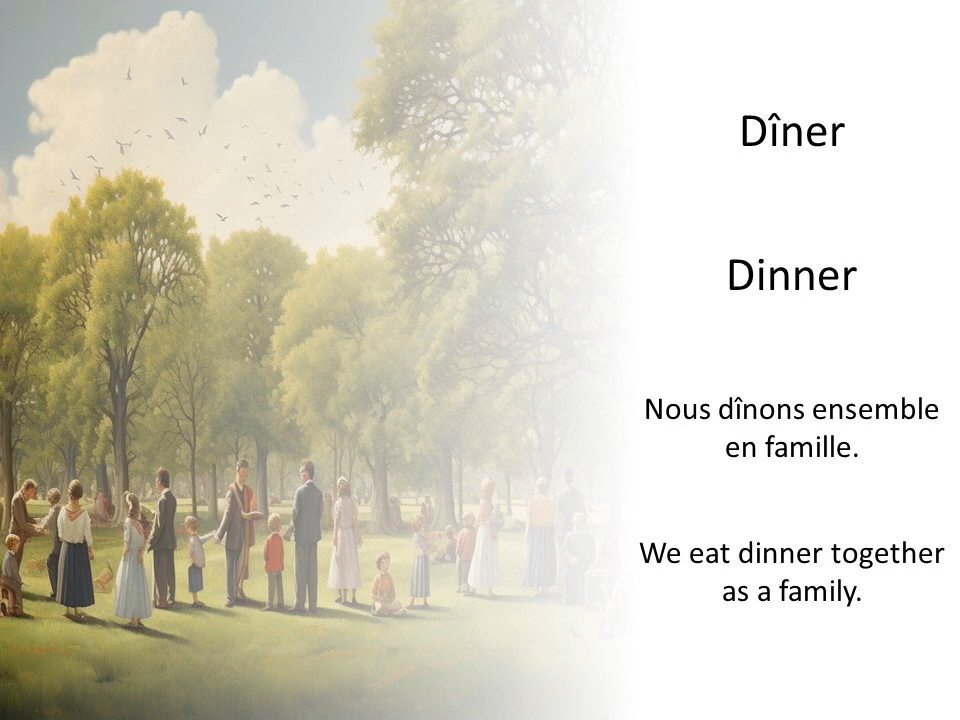 Dîner
Dinner
Nous dînons ensemble
en famille.
We eat dinner together
as a family.